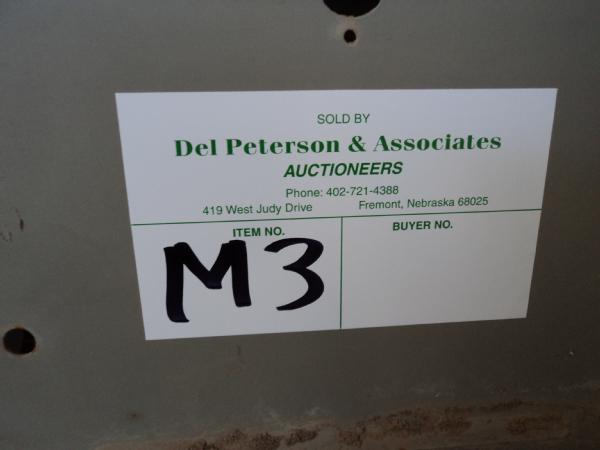 SOLD BY
Del Peterson & Associates
AUCTIONEERS
Phone: 402-721-4388
419 West Judy Drive Fremont, Nebraska 68025
ITEM NO. BUYER NO.
M3